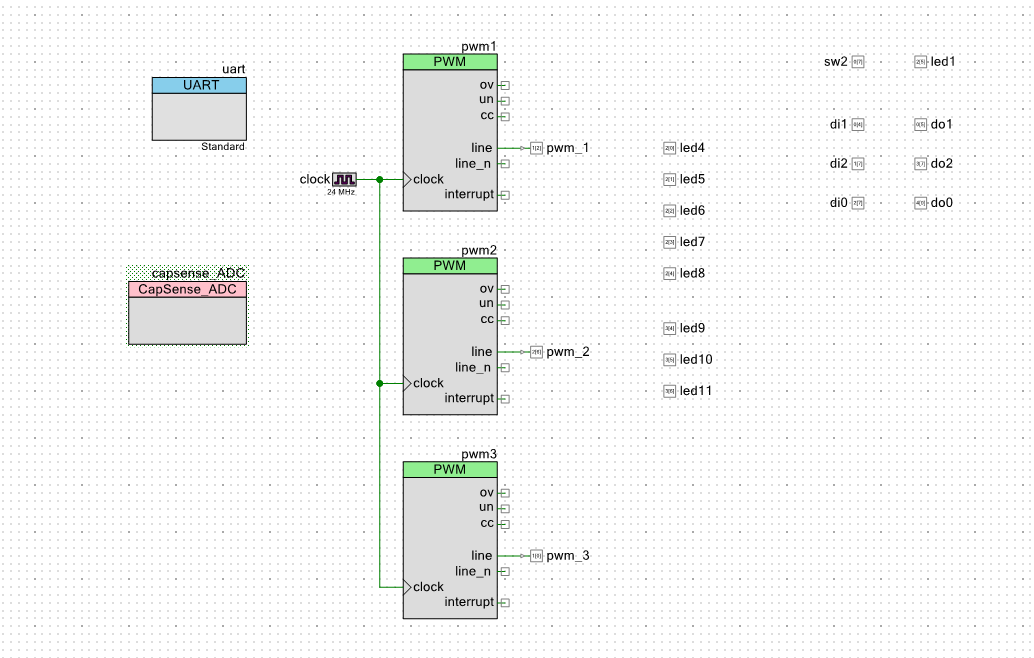 uart
UART
Standard
capsense_ADC
CapSense_ADC
clock
24 MHz
pwm1
PWM
ov
un
cc
line
line_n
clock
interrupt
pwm_1
pwm2
PWM
ov
un
cc
line
line_n
clock
interrupt
pwm_2
pwm3
PWM
ov
un
cc
line
line_n
clock
interrupt
pwm_3
led4
led5
led6
led7
led8
led9
led10
led11
sw2
led1
di1
do1
di2
do2
di0
do0